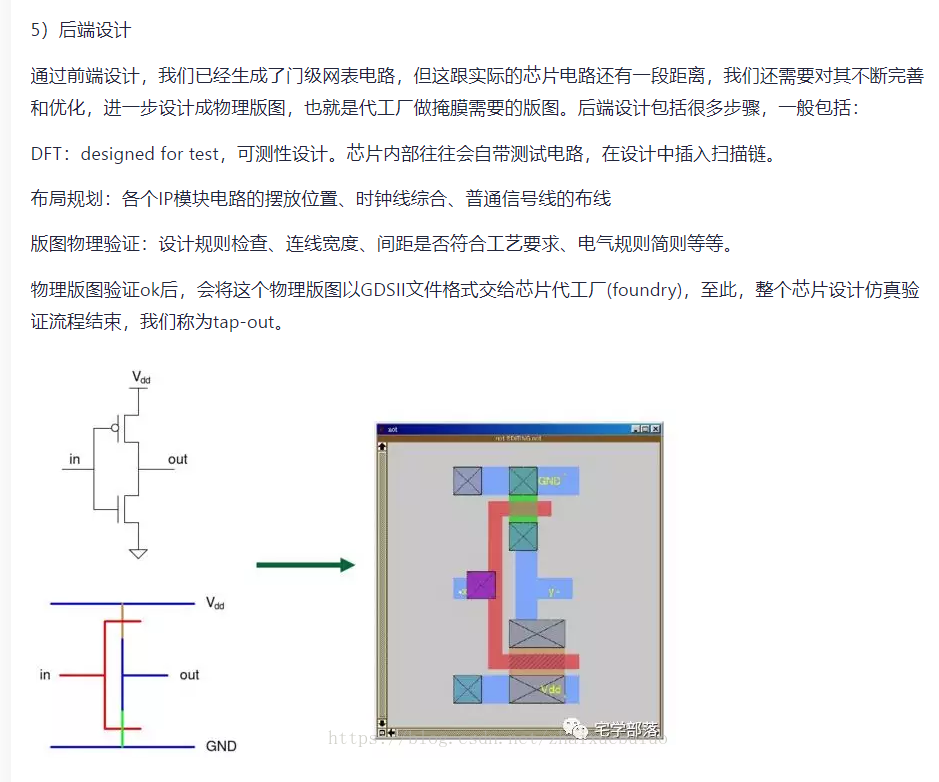 5）后端设计
通过前端设计，我们已经生成了门级网表电路，但这跟实际的芯片电路还有一段距离，我们还需要对其不断完善
和优化，进一步设计成物理版图，也就是代工厂做掩膜需要的版图。后端设计包括很多步骤，一般包括：
DFT：designed for test，可测性设计。芯片内部往往会自带测试电路，在设计中插入扫描链。
布局规划：各个IP模块电路的摆放位置、时钟线综合、普通信号线的布线
版图物理验证：设计规则检查、连线宽度、间距是否符合工艺要求、电气规则简则等等。
物理版图验证ok后，会将这个物理版图以GDSII文件格式交给芯片代工厂(foundry)，至此，整个芯片设计仿真验
证流程结束，我们称为tap-out。
Vdd
in
out
Vdd
in
out
GND
not
not EDITING:not
GND
y
Vdd
宅学部落
https://blog.csdn.net/zhaixuebuluo